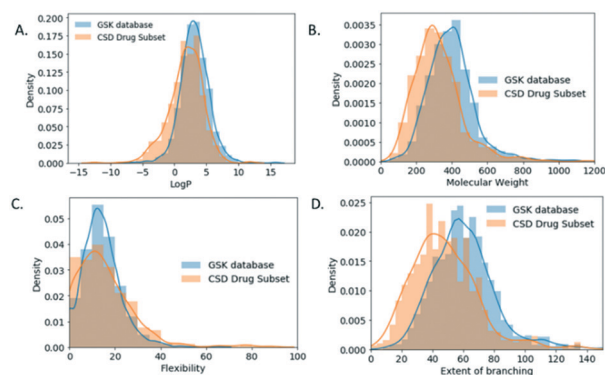 A.
0.200
0.175
0.150
0.125
0.100
0.075
0.050
0.025
0.000
Density
GSK database
CSD Drug Subset
-15 -10 -5 0 5 10 15
LogP
B.
0.0035
0.0030
0.0025
0.0020
0.0015
0.0010
0.0005
0.0000
Density
GSK database
CSD Drug Subset
0 200 400 600 800 1000 1200
Molecular Weight
C.
0.05
0.04
0.03
0.02
0.01
0.00
Density
GSK database
CSD Drug Subset
0 20 40 60 80 100
Flexibility
D.
0.025
0.020
0.015
0.010
0.005
0.000
Density
GSK database
CSD Drug Subset
0 20 40 60 80 100 120 140
Extent of branching